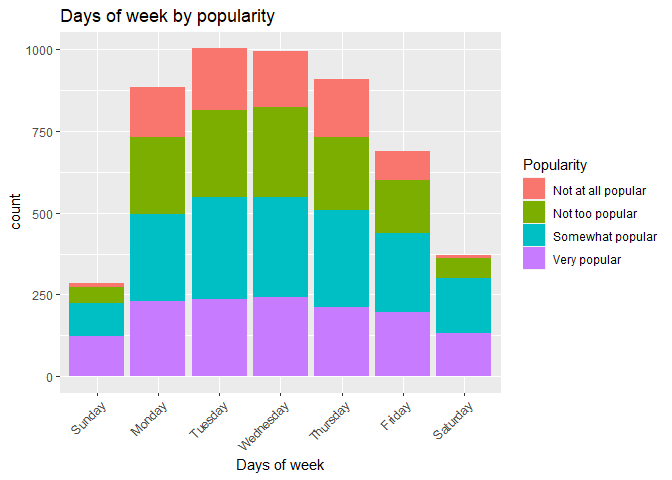 Days of week by popularity
1000
750
500
250
0
count
Sunday
Monday
Tuesday
Wednesday
Thursday
Friday
Saturday
Days of week
Popularity
Not at all popular
Not too popular
Somewhat popular
Very popular